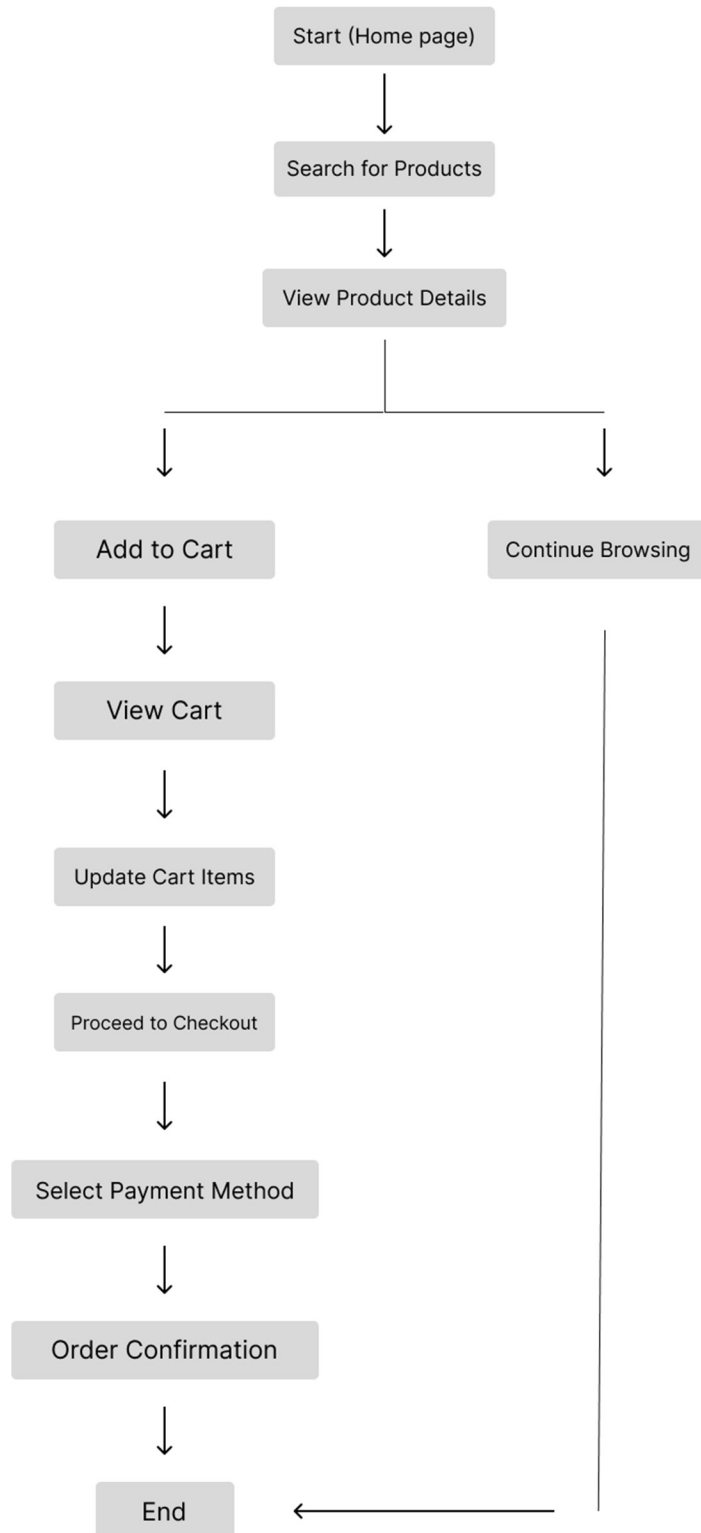 Start (Home page)
Search for Products
View Product Details
Add to Cart
Continue Browsing
View Cart
Update Cart Items
Proceed to Checkout
Select Payment Method
Order Confirmation
End